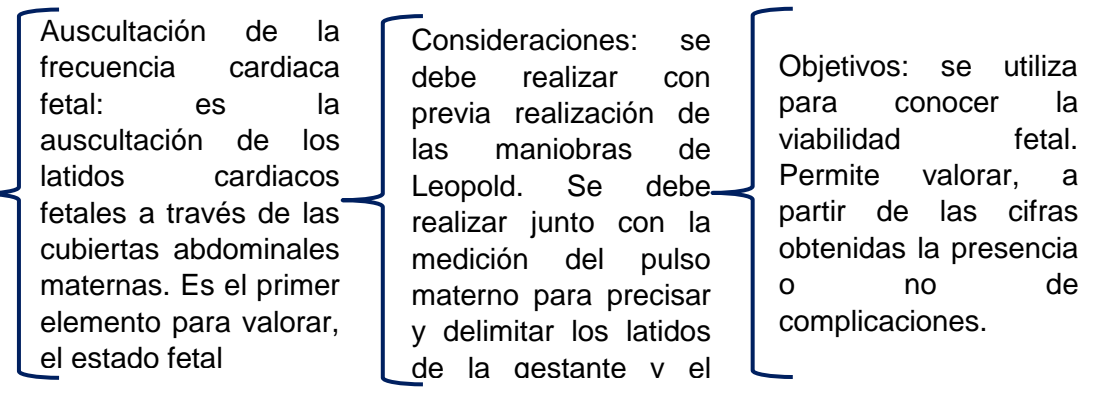 Auscultación de la
frecuencia cardiaca
fetal: es la
auscultación de los
latidos cardiacos
fetales a través de las
cubiertas abdominales
maternas. Es el primer
elemento para valorar,
el estado fetal
Consideraciones: se
debe realizar con
previa realización de
las maniobras de
Leopold. Se debe
realizar junto con la
medición del pulso
materno para precisar
y delimitar los latidos
de la gestante y el
Objetivos: se utiliza
para conocer la
viabilidad fetal.
Permite valorar, a
partir de las cifras
obtenidas la presencia
o no de
complicaciones.